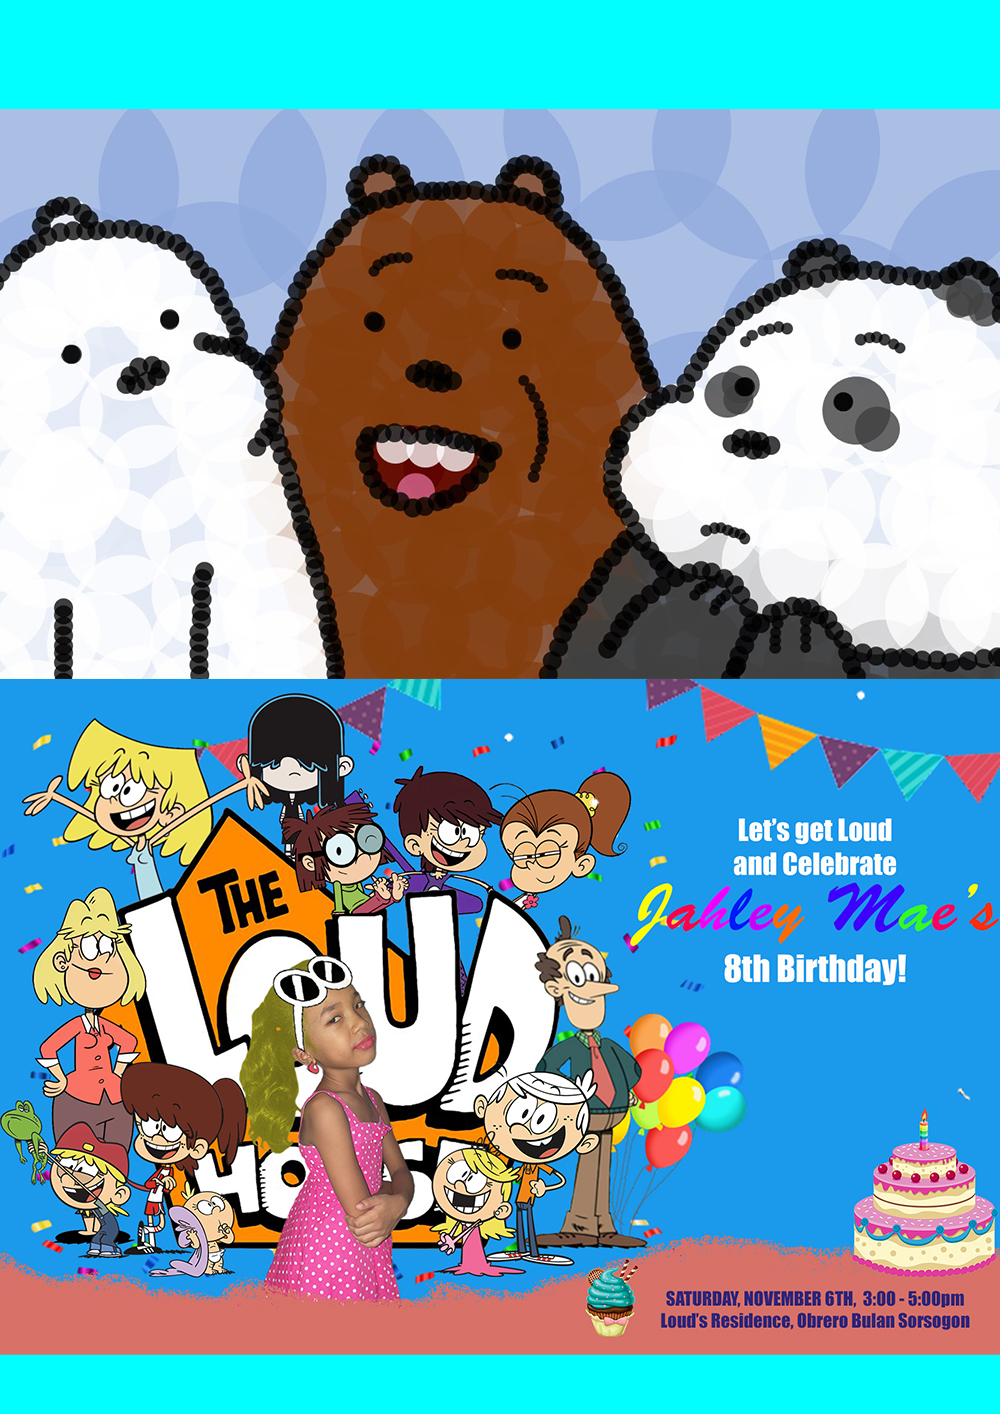 THE
LOUD
HOUSE
Let's get Loud
and Celebrate
Jahley Mae's
8th Birthday!
SATURDAY, NOVEMBER 6TH, 3:00 - 5:00pm
Loud's Residence, Obrero Bulan Sorsogon